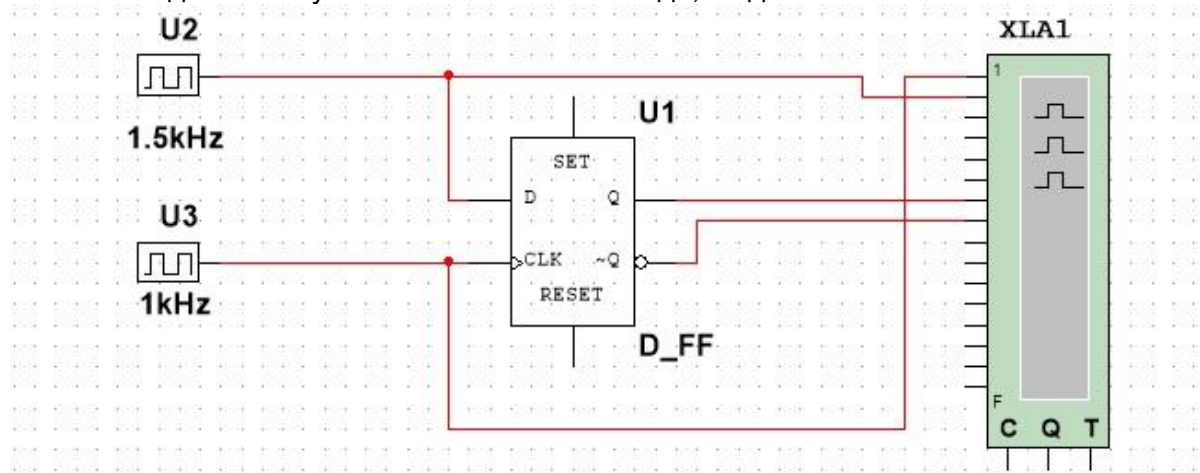 U2
1.5kHz
U3
1kHz
U1
SET
D Q
CLK ~Q
RESET
D_FF
XLA1
1
F
C Q T